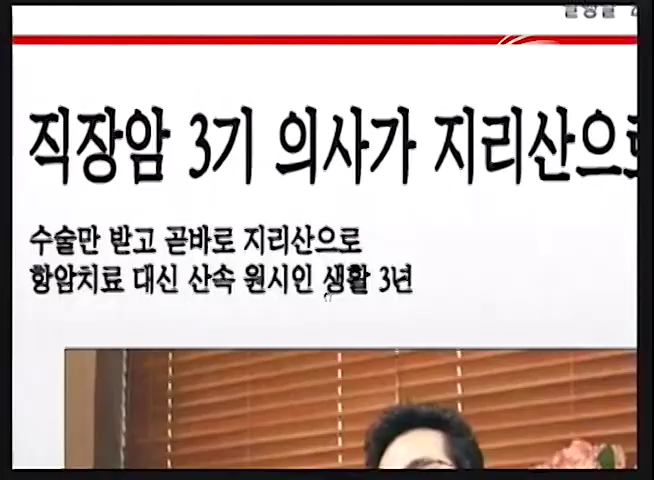 직장암 3기 의사가 지리산으로
수술만 받고 곧바로 지리산으로
항암치료 대신 산속 원시인 생활 3년